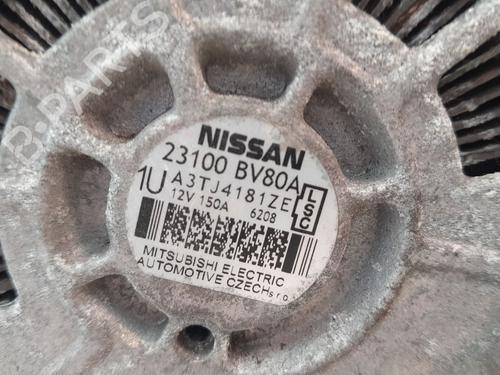 NISSAN
23100 BV80A
1U A3TJ4181ZE
LSC
12V 150A 6208
MITSUBISHI ELECTRIC
AUTOMOTIVE CZECH s.r.o.
B-PARTS